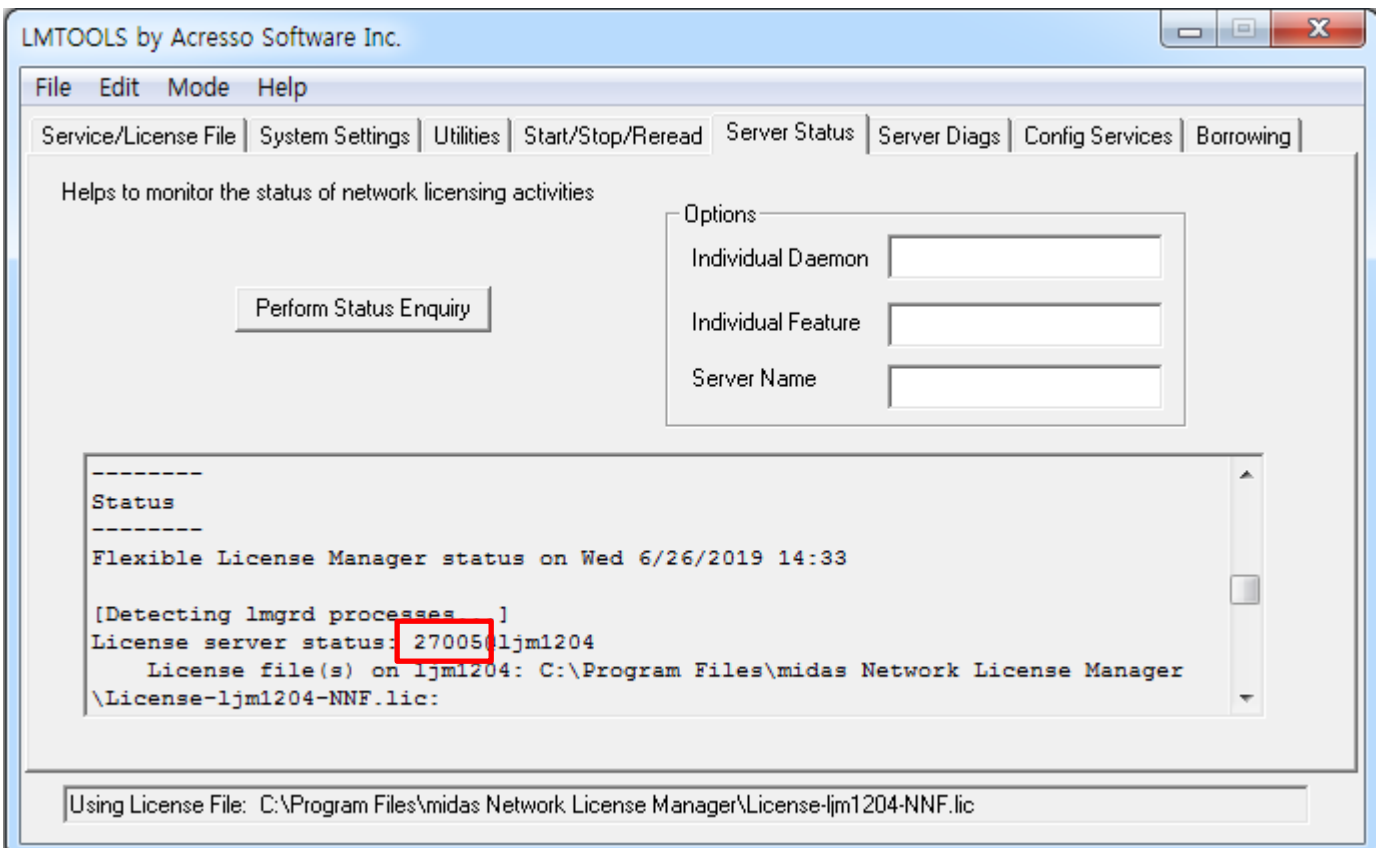 LMTOOLS by Acresso Software Inc.
File Edit Mode Help
Service/License File System Settings Utilities Start/Stop/Reread Server Status Server Diags Config Services Borrowing
Helps to monitor the status of network licensing activities
Options
Individual Daemon
Perform Status Enquiry
Individual Feature
Server Name
--------
Status
--------
Flexible License Manager status on Wed 6/26/2019 14:33
[Detecting lmgrd processes...]
License server status: 27005@ljm1204
License file(s) on ljm1204: C:\Program Files\midas Network License Manager
\License-ljm1204-NNF.lic:
Using License File: C:\Program Files\midas Network License Manager\License-ljm1204-NNF.lic